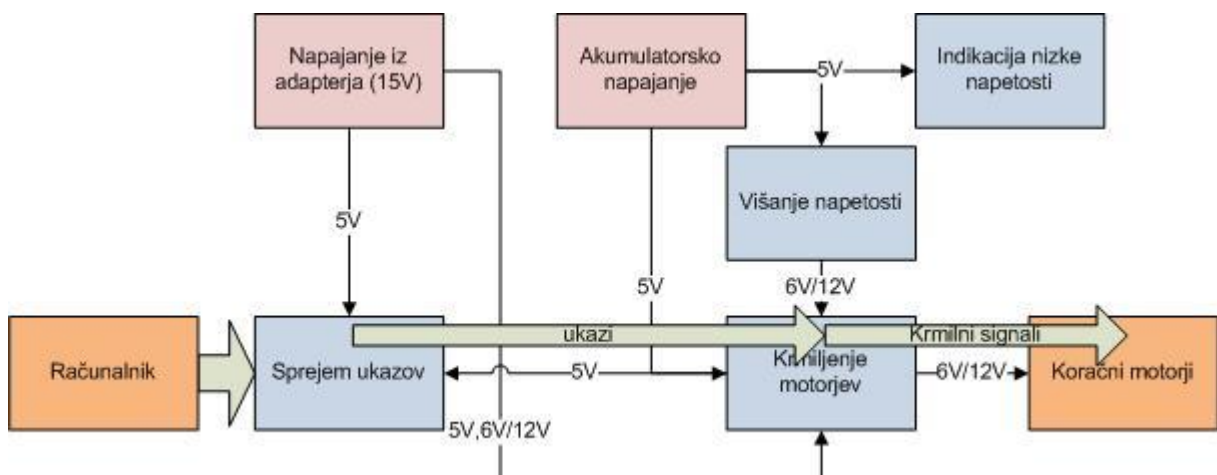 Napajanje iz
adapterja (15V)
Akumulatorsko
napajanje
5V
Indikacija nizke
napetosti
Višanje napetosti
5V
5V
6V/12V
ukazi
Krmilni signali
Računalnik
Sprejem ukazov
5V
Krmiljenje
motorjev
6V/12V
Koračni motorji
5V,6V/12V